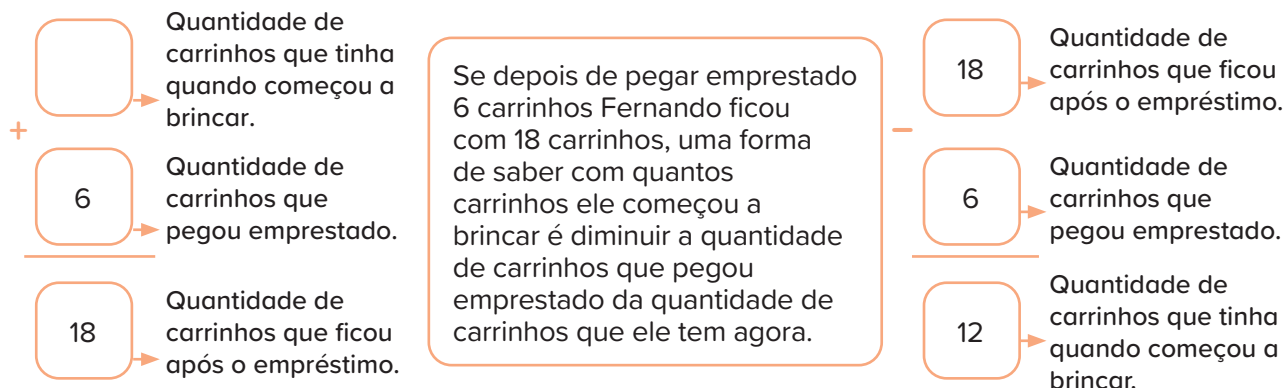 Quantidade de
carrinhos que tinha
quando começou a
brincar.
+
6
Quantidade de
carrinhos que
pegou emprestado.
18
Quantidade de
carrinhos que ficou
após o empréstimo.
Se depois de pegar emprestado
6 carrinhos Fernando ficou
com 18 carrinhos, uma forma
de saber com quantos
carrinhos ele começou a
brincar é diminuir a quantidade
de carrinhos que pegou
emprestado da quantidade de
carrinhos que ele tem agora.
18
Quantidade de
carrinhos que ficou
após o empréstimo.
−
6
Quantidade de
carrinhos que
pegou emprestado.
12
Quantidade de
carrinhos que tinha
quando começou a
brincar.